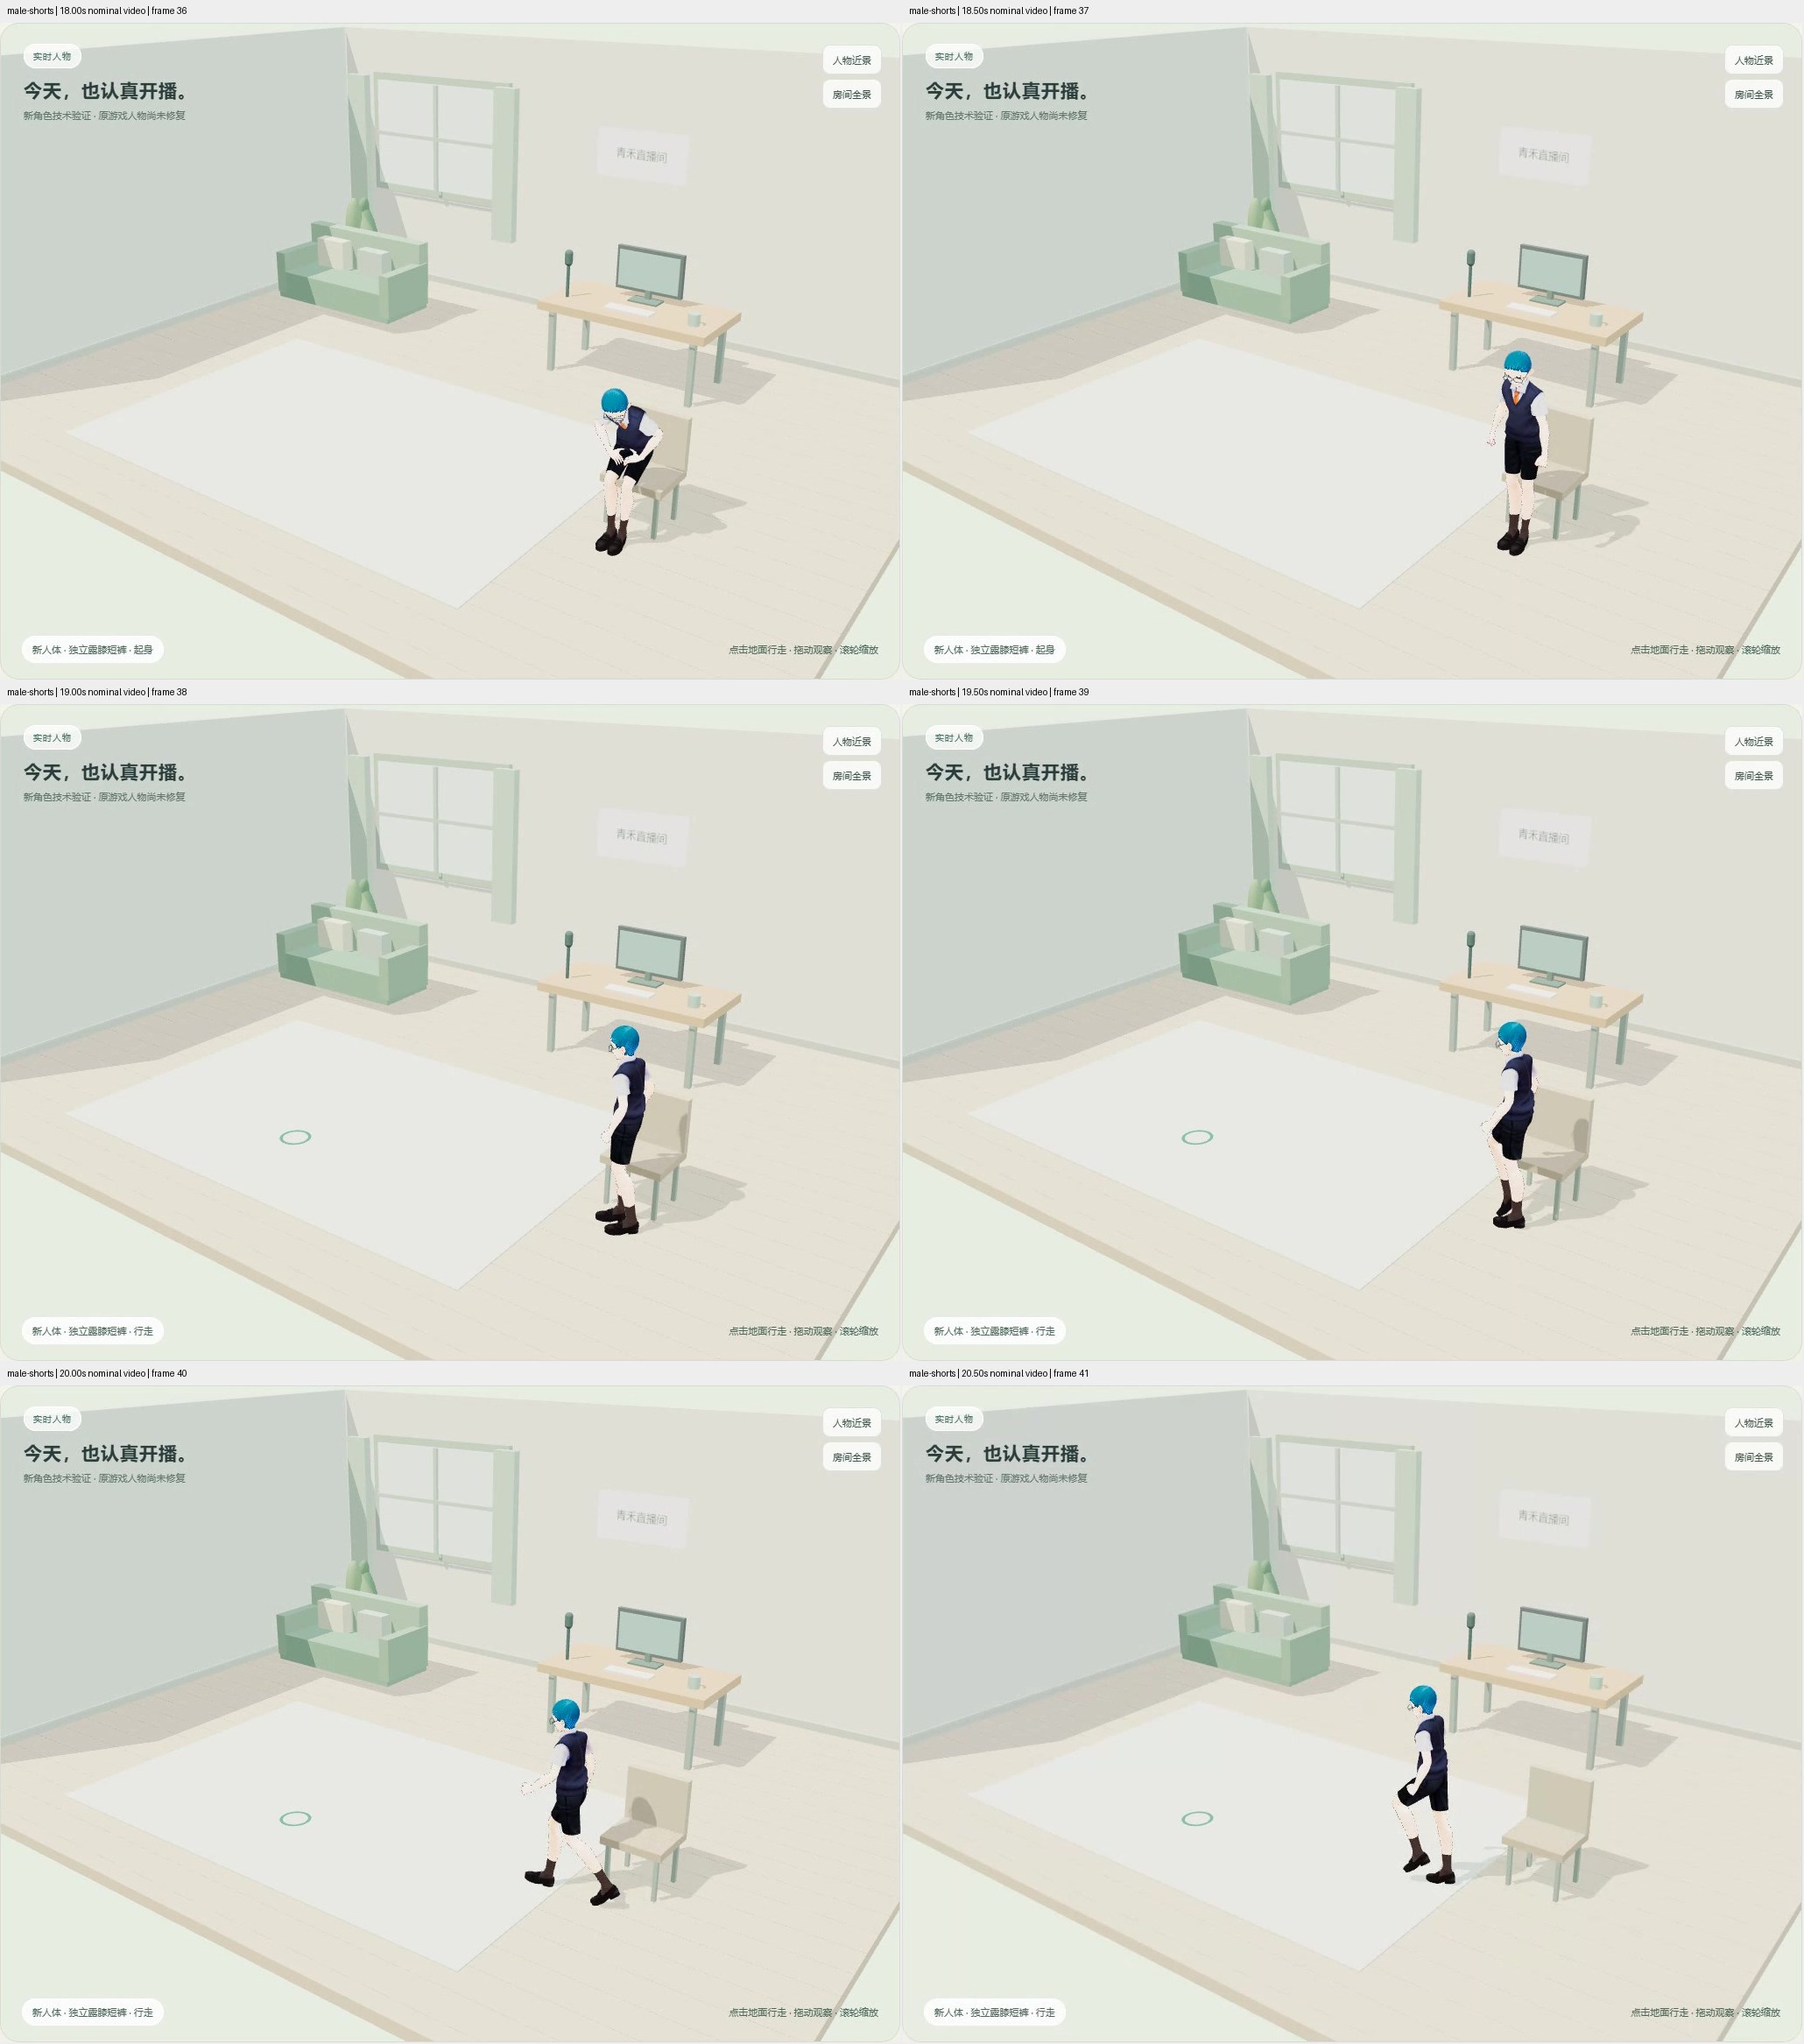 male-shorts | 18.00s nominal video | frame 36
实时人物
人物近景
今天，也认真开播。
房间全景
新角色技术验证 · 原游戏人物尚未修复
青禾直播间
新人体 · 独立露膝短裤 · 起身
点击地面行走 · 拖动观察 · 滚轮缩放
male-shorts | 18.50s nominal video | frame 37
实时人物
人物近景
今天，也认真开播。
房间全景
新角色技术验证 · 原游戏人物尚未修复
青禾直播间
新人体 · 独立露膝短裤 · 起身
点击地面行走 · 拖动观察 · 滚轮缩放
male-shorts | 19.00s nominal video | frame 38
实时人物
人物近景
今天，也认真开播。
房间全景
新角色技术验证 · 原游戏人物尚未修复
青禾直播间
新人体 · 独立露膝短裤 · 行走
点击地面行走 · 拖动观察 · 滚轮缩放
male-shorts | 19.50s nominal video | frame 39
实时人物
人物近景
今天，也认真开播。
房间全景
新角色技术验证 · 原游戏人物尚未修复
青禾直播间
新人体 · 独立露膝短裤 · 行走
点击地面行走 · 拖动观察 · 滚轮缩放
male-shorts | 20.00s nominal video | frame 40
实时人物
人物近景
今天，也认真开播。
房间全景
新角色技术验证 · 原游戏人物尚未修复
青禾直播间
新人体 · 独立露膝短裤 · 行走
点击地面行走 · 拖动观察 · 滚轮缩放
male-shorts | 20.50s nominal video | frame 41
实时人物
人物近景
今天，也认真开播。
房间全景
新角色技术验证 · 原游戏人物尚未修复
青禾直播间
新人体 · 独立露膝短裤 · 行走
点击地面行走 · 拖动观察 · 滚轮缩放